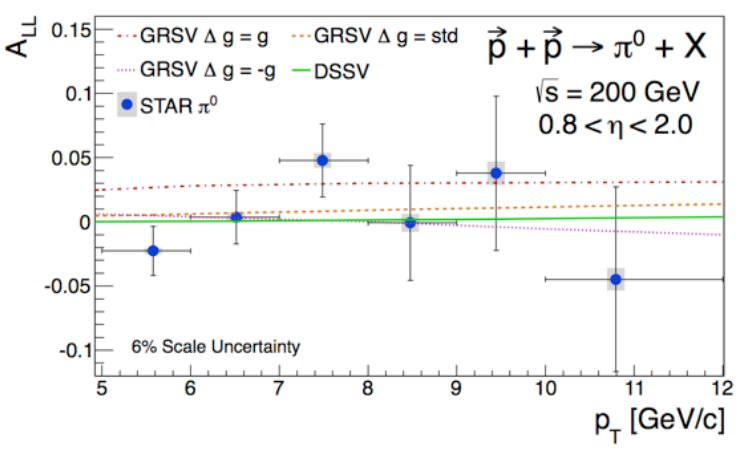 A_LL
0.15
0.1
0.05
0
-0.05
-0.1
GRSV Δ g = g
GRSV Δ g = std
GRSV Δ g = -g
DSSV
STAR π⁰
p⃗ + p⃗ → π⁰ + X
√s = 200 GeV
0.8 < η < 2.0
6% Scale Uncertainty
5 6 7 8 9 10 11 12
p_T [GeV/c]